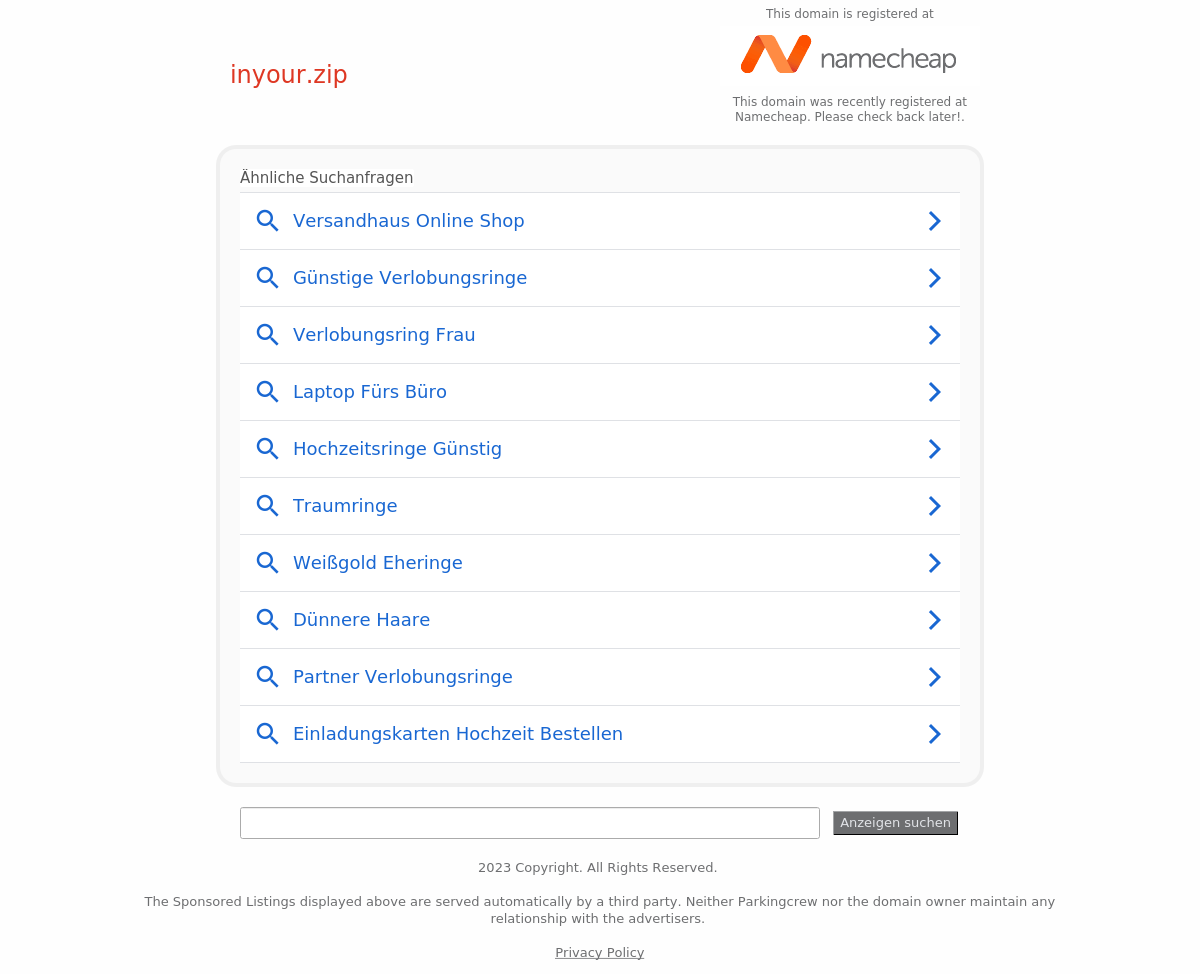 This domain is registered at
namecheap
inyour.zip
This domain was recently registered at
Namecheap. Please check back later!.
Ähnliche Suchanfragen
Versandhaus Online Shop
Günstige Verlobungsringe
Verlobungsring Frau
Laptop Fürs Büro
Hochzeitsringe Günstig
Traumringe
Weißgold Eheringe
Dünnere Haare
Partner Verlobungsringe
Einladungskarten Hochzeit Bestellen
Anzeigen suchen
2023 Copyright. All Rights Reserved.
The Sponsored Listings displayed above are served automatically by a third party. Neither Parkingcrew nor the domain owner maintain any
relationship with the advertisers.
Privacy Policy